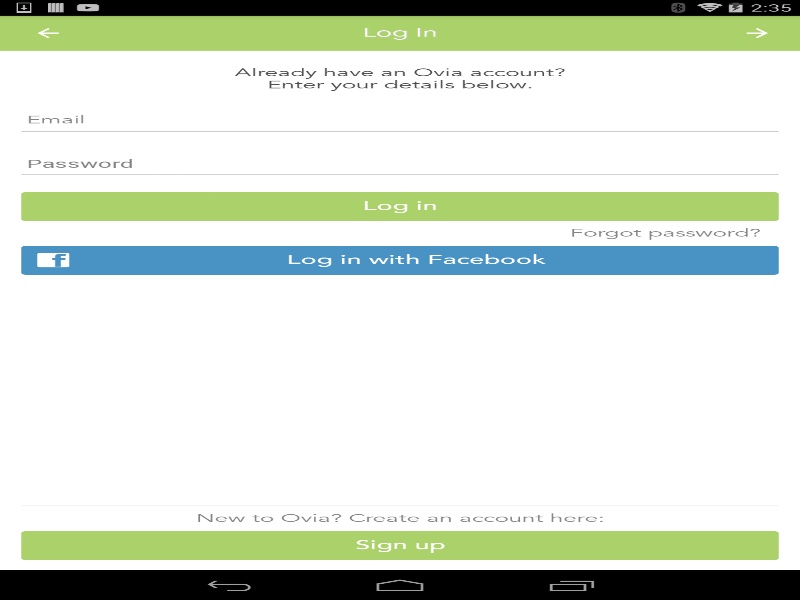 2:35
Log In
Already have an Ovia account?
Enter your details below.
Email
Password
Log in
Forgot password?
Log in with Facebook
New to Ovia? Create an account here:
Sign up